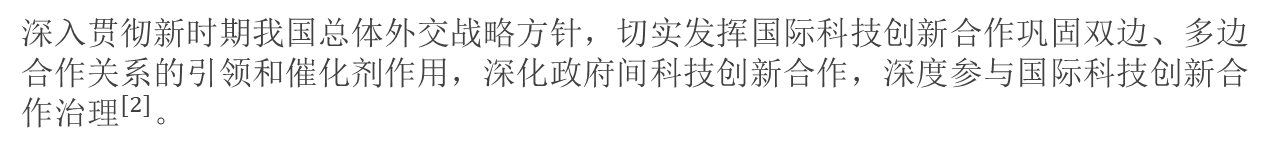 深入贯彻新时期我国总体外交战略方针，切实发挥国际科技创新合作巩固双边、多边
合作关系的引领和催化剂作用，深化政府间科技创新合作，深度参与国际科技创新合
作治理[2]。